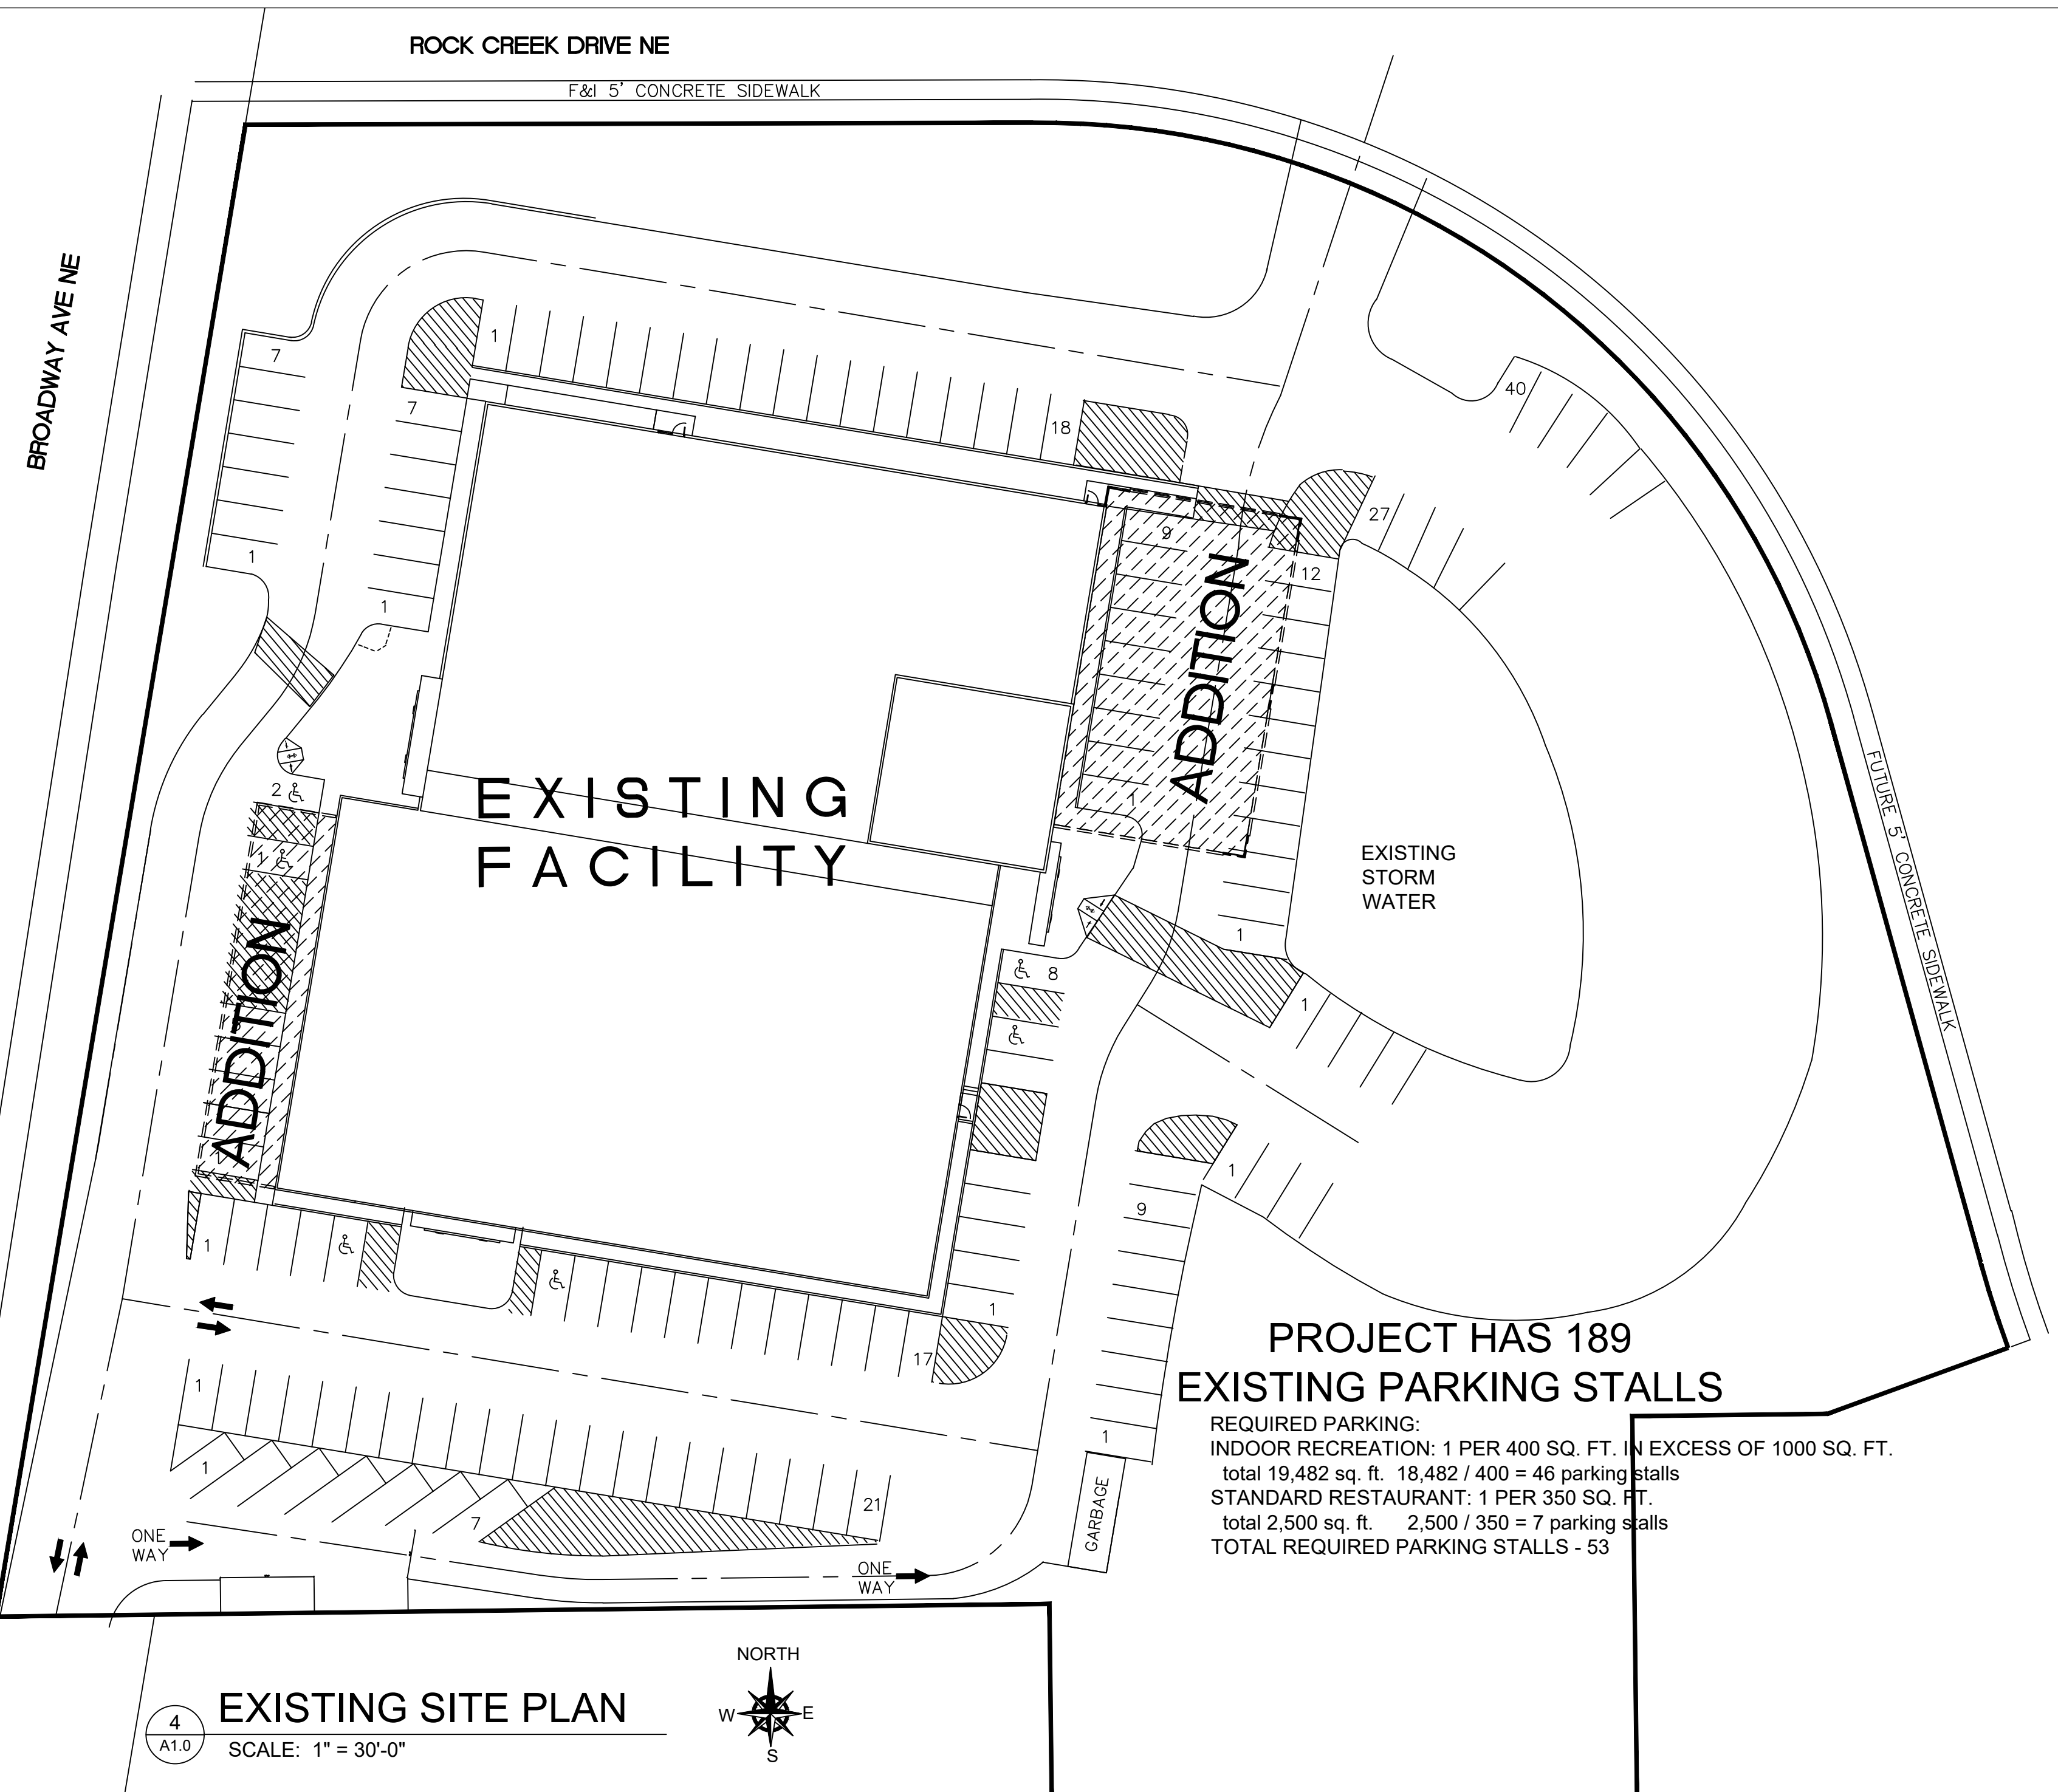 ROCK CREEK DRIVE NE
F&I 5' CONCRETE SIDEWALK
BROADWAY AVE NE
7
1
7
1
1
18
40
27
9
12
ADDITION
1
1
EXISTING
FACILITY
2
1
ADDITION
EXISTING
STORM
WATER
FUTURE 5' CONCRETE SIDEWALK
8
1
1
9
1
1
1
17
1
1
7
21
1
GARBAGE
ONE
WAY
ONE
WAY
PROJECT HAS 189
EXISTING PARKING STALLS
REQUIRED PARKING:
INDOOR RECREATION: 1 PER 400 SQ. FT. IN EXCESS OF 1000 SQ. FT.
total 19,482 sq. ft. 18,482 / 400 = 46 parking stalls
STANDARD RESTAURANT: 1 PER 350 SQ. FT.
total 2,500 sq. ft. 2,500 / 350 = 7 parking stalls
TOTAL REQUIRED PARKING STALLS - 53
4
A1.0
EXISTING SITE PLAN
SCALE: 1" = 30'-0"
NORTH
W
E
S